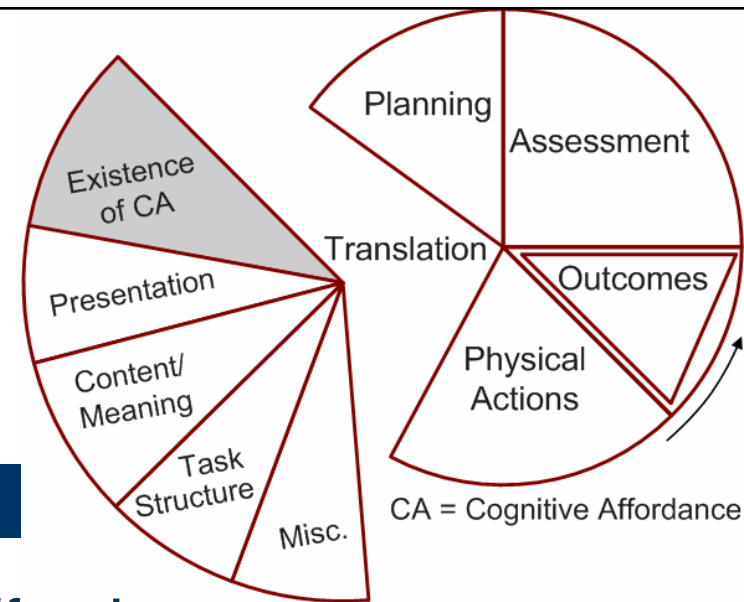 Planning
Assessment
Existence
of CA
Translation
Outcomes
Presentation
Physical
Actions
Content/
Meaning
Task
Structure
Misc.
CA = Cognitive Affordance